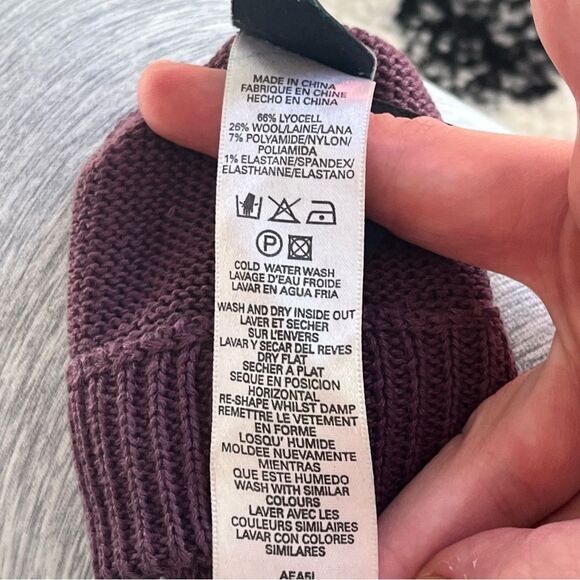 MADE IN CHINA
FABRIQUE EN CHINE
HECHO EN CHINA
66% LYOCELL
26% WOOL/LAINE/LANA
7% POLYAMIDE/NYLON/
POLIAMIDA
1% ELASTANE/SPANDEX/
ELASTHANNE/ELASTANO
P
COLD WATER WASH
LAVAGE D'EAU FROIDE
LAVAR EN AGUA FRIA
WASH AND DRY INSIDE OUT
LAVER ET SECHER
SUR L'ENVERS
LAVAR Y SECAR DEL REVES
DRY FLAT
SECHER A PLAT
SEQUE EN POSICION
HORIZONTAL
RE-SHAPE WHILST DAMP
REMETTRE LE VETEMENT
EN FORME
LOSQU' HUMIDE
MOLDEE NUEVAMENTE
MIENTRAS
QUE ESTE HUMEDO
WASH WITH SIMILAR
COLOURS
LAVER AVEC LES
COULEURS SIMILAIRES
LAVAR CON COLORES
SIMILARES